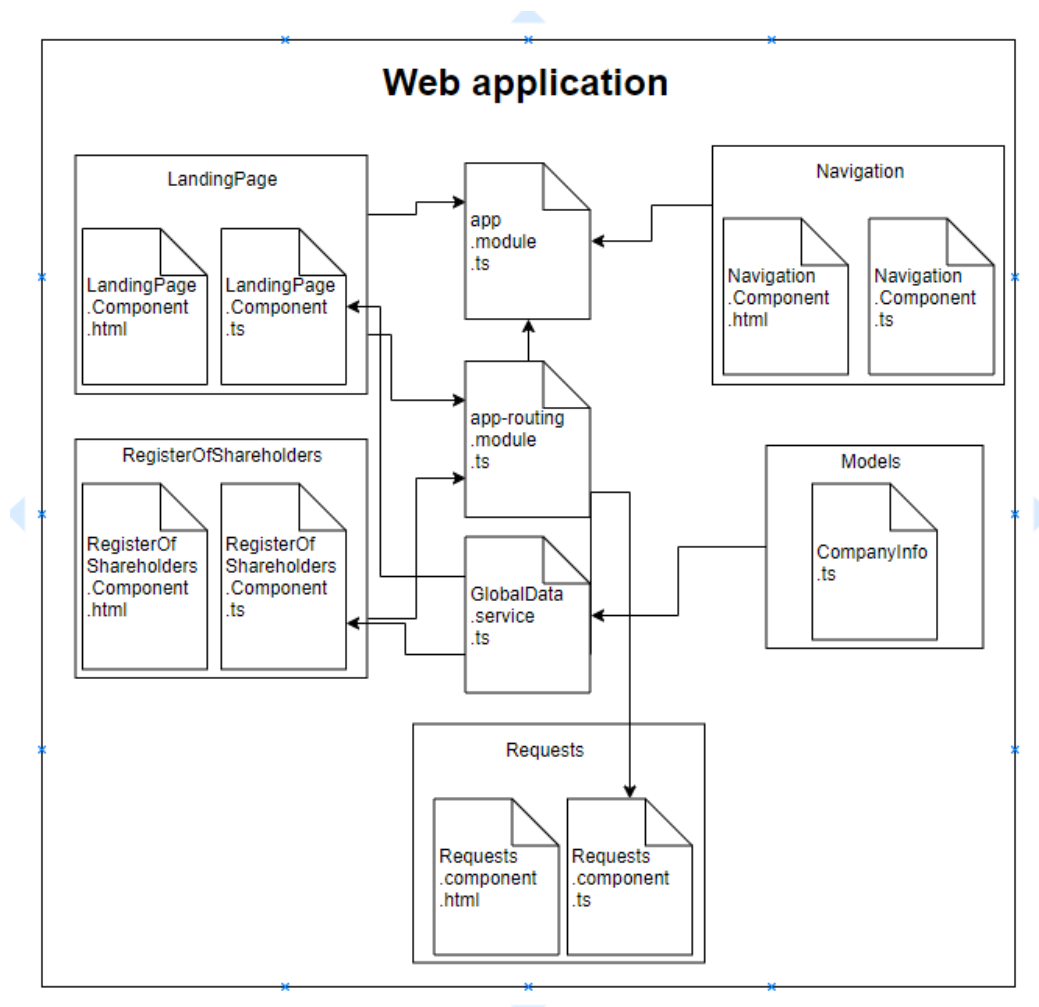 Web application
LandingPage
LandingPage
.Component
.html
LandingPage
.Component
.ts
app
.module
.ts
Navigation
Navigation
.Component
.html
Navigation
.Component
.ts
app-routing
.module
.ts
RegisterOfShareholders
RegisterOf
Shareholders
.Component
.html
RegisterOf
Shareholders
.Component
.ts
GlobalData
.service
.ts
Models
CompanyInfo
.ts
Requests
Requests
.component
.html
Requests
.component
.ts